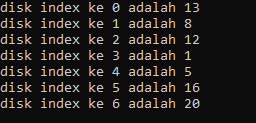 disk index ke 0 adalah 13
disk index ke 1 adalah 8
disk index ke 2 adalah 12
disk index ke 3 adalah 1
disk index ke 4 adalah 5
disk index ke 5 adalah 16
disk index ke 6 adalah 20